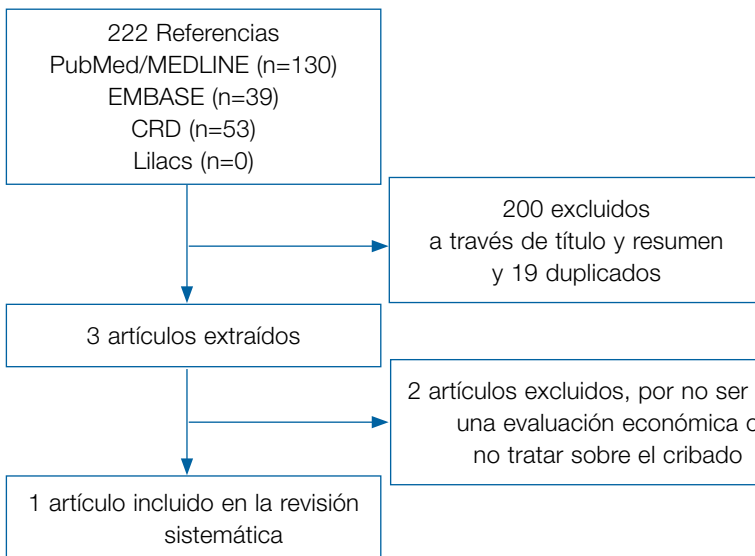 222 Referencias
PubMed/MEDLINE (n=130)
EMBASE (n=39)
CRD (n=53)
Lilacs (n=0)
200 excluidos
a través de título y resumen
y 19 duplicados
3 artículos extraídos
2 artículos excluidos, por no ser
una evaluación económica
no tratar sobre el cribado
1 artículo incluido en la revisión
sistemática